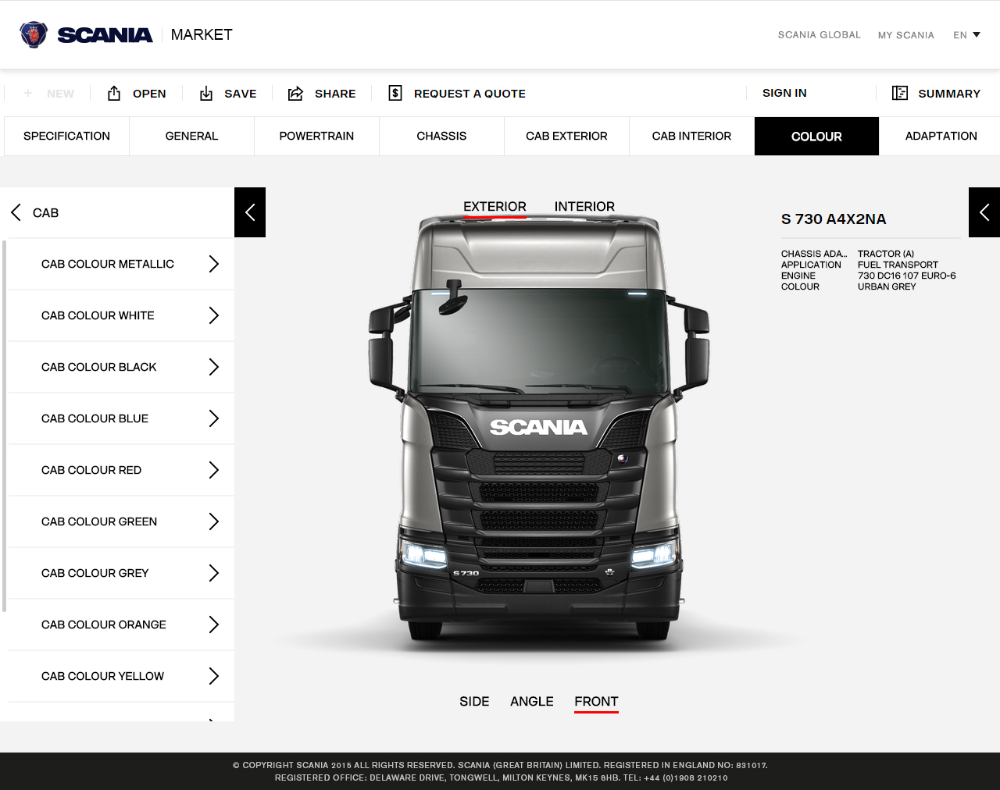 SCANIA MARKET SCANIA GLOBAL MY SCANIA EN
+ NEW OPEN SAVE SHARE $ REQUEST A QUOTE SIGN IN SUMMARY
SPECIFICATION GENERAL POWERTRAIN CHASSIS CAB EXTERIOR CAB INTERIOR COLOUR ADAPTATION
CAB
CAB COLOUR METALLIC
CAB COLOUR WHITE
CAB COLOUR BLACK
CAB COLOUR BLUE
CAB COLOUR RED
CAB COLOUR GREEN
CAB COLOUR GREY
CAB COLOUR ORANGE
CAB COLOUR YELLOW
EXTERIOR INTERIOR
SCANIA
S 730
SIDE ANGLE FRONT
S 730 A4X2NA
CHASSIS ADA... TRACTOR (A)
APPLICATION FUEL TRANSPORT
ENGINE 730 DC16 107 EURO-6
COLOUR URBAN GREY
© COPYRIGHT SCANIA 2015 ALL RIGHTS RESERVED. SCANIA (GREAT BRITAIN) LIMITED. REGISTERED IN ENGLAND NO: 831017.
REGISTERED OFFICE: DELAWARE DRIVE, TONGWELL, MILTON KEYNES, MK15 8HB. TEL: +44 (0)1908 210210